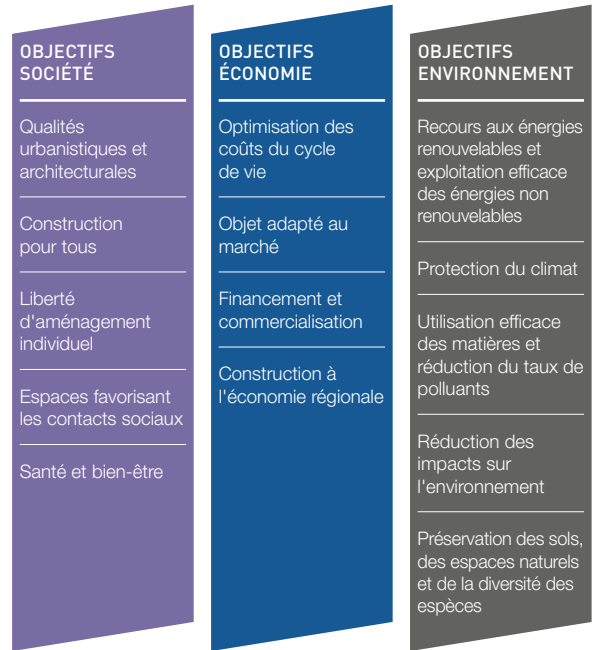 OBJECTIFS
SOCIÉTÉ
Qualités
urbanistiques et
architecturales
Construction
pour tous
Liberté
d'aménagement
individuel
Espaces favorisant
les contacts sociaux
Santé et bien-être
OBJECTIFS
ÉCONOMIE
Optimisation des
coûts du cycle
de vie
Objet adapté au
marché
Financement et
commercialisation
Construction à
l'économie régionale
OBJECTIFS
ENVIRONNEMENT
Recours aux énergies
renouvelables et
exploitation efficace
des énergies non
renouvelables
Protection du climat
Utilisation efficace
des matières et
réduction du taux de
polluants
Réduction des
impacts sur
l'environnement
Préservation des sols,
des espaces naturels
et de la diversité des
espèces